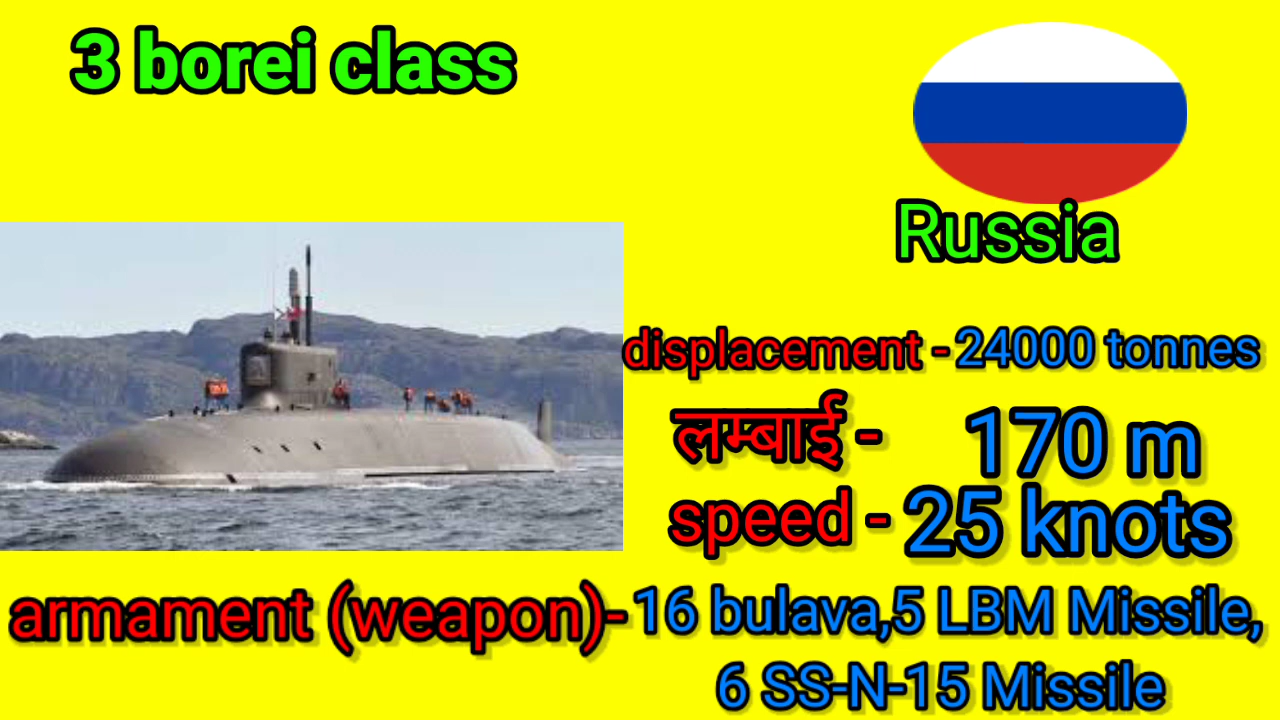 3 borei class
Russia
displacement - 24000 tonnes
लम्बाई - 170 m
speed - 25 knots
armament (weapon)- 16 bulava,5 LBM Missile,
6 SS-N-15 Missile